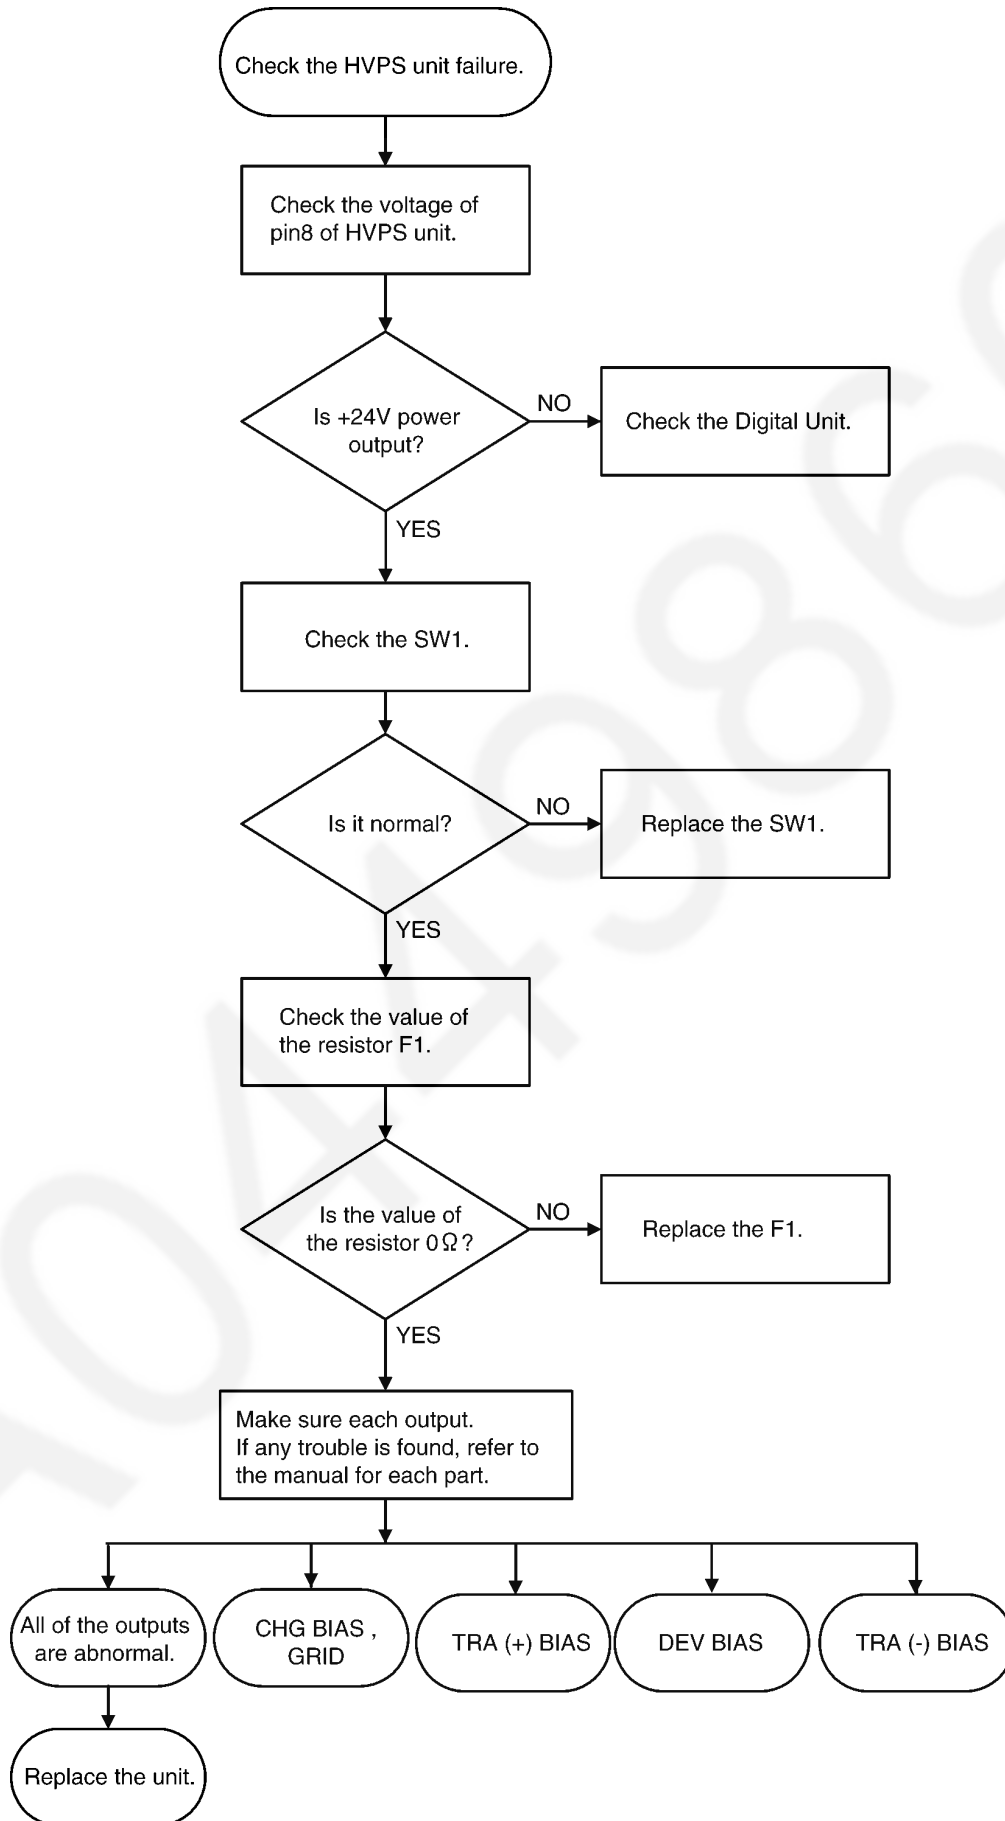 Check the HVPS unit failure.
Check the voltage of
pin8 of HVPS unit.
Is +24V power
output?
NO
Check the Digital Unit.
YES
Check the SW1.
Is it normal?
NO
Replace the SW1.
YES
Check the value of
the resistor F1.
Is the value of
the resistor 0Ω?
NO
Replace the F1.
YES
Make sure each output.
If any trouble is found, refer to
the manual for each part.
All of the outputs
are abnormal.
CHG BIAS ,
GRID
TRA (+) BIAS
DEV BIAS
TRA (-) BIAS
Replace the unit.